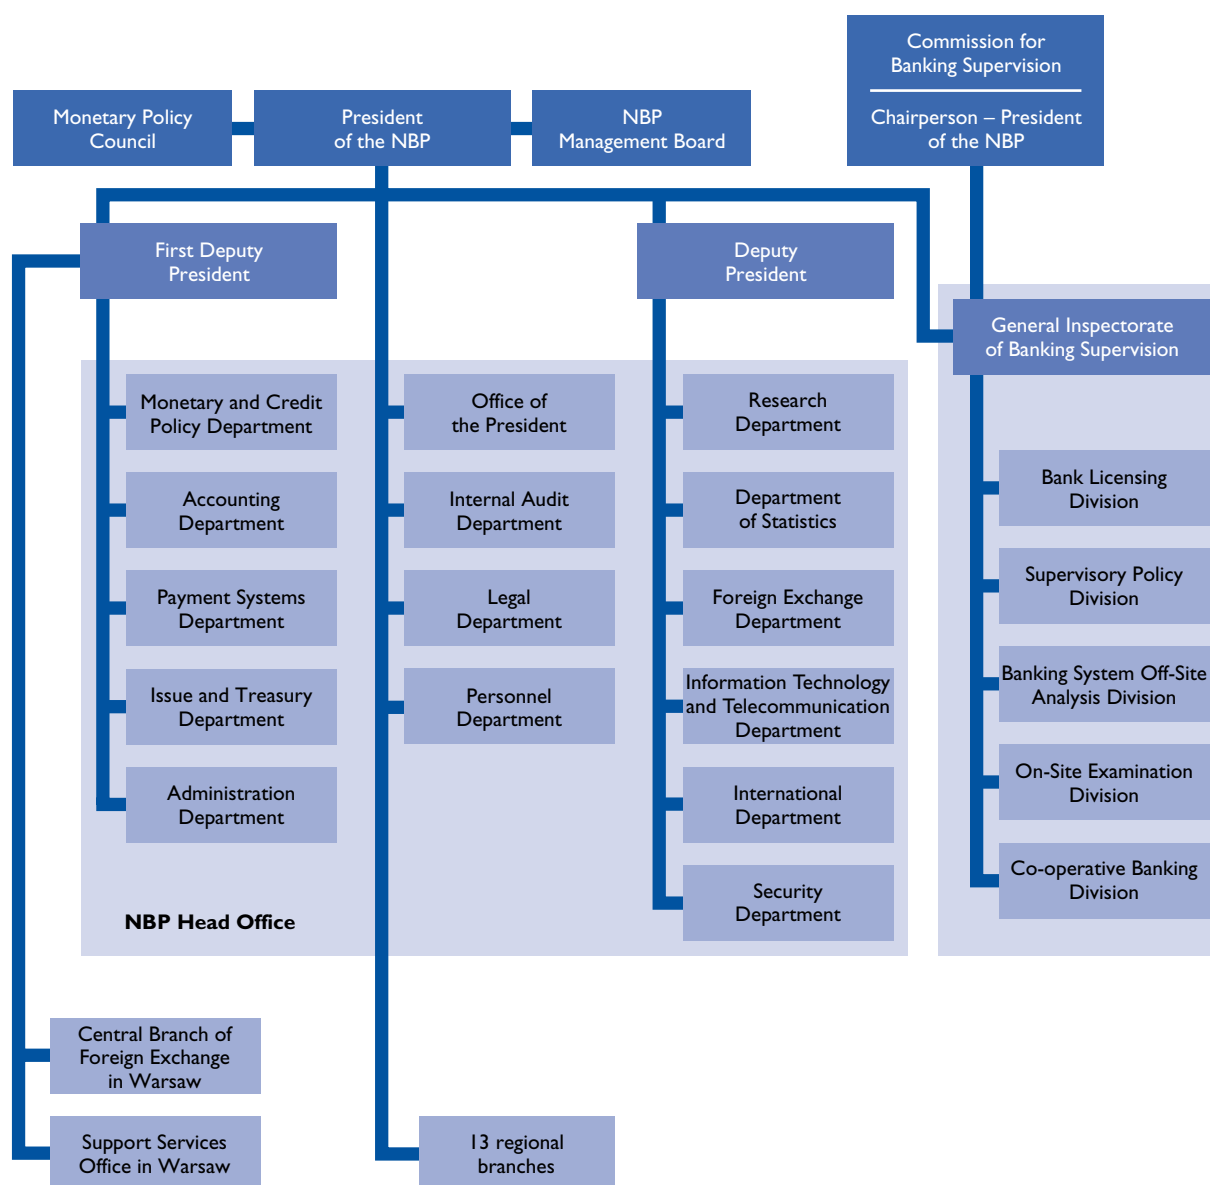 Commission for
Banking Supervision
Chairperson – President
of the NBP
Monetary Policy
Council
President
of the NBP
NBP
Management Board
First Deputy
President
Deputy
President
General Inspectorate
of Banking Supervision
Monetary and Credit
Policy Department
Accounting
Department
Payment Systems
Department
Issue and Treasury
Department
Administration
Department
Office of
the President
Internal Audit
Department
Legal
Department
Personnel
Department
Research
Department
Department
of Statistics
Foreign Exchange
Department
Information Technology
and Telecommunication
Department
International
Department
Security
Department
Bank Licensing
Division
Supervisory Policy
Division
Banking System Off-Site
Analysis Division
On-Site Examination
Division
Co-operative Banking
Division
NBP Head Office
Central Branch of
Foreign Exchange
in Warsaw
Support Services
Office in Warsaw
13 regional
branches